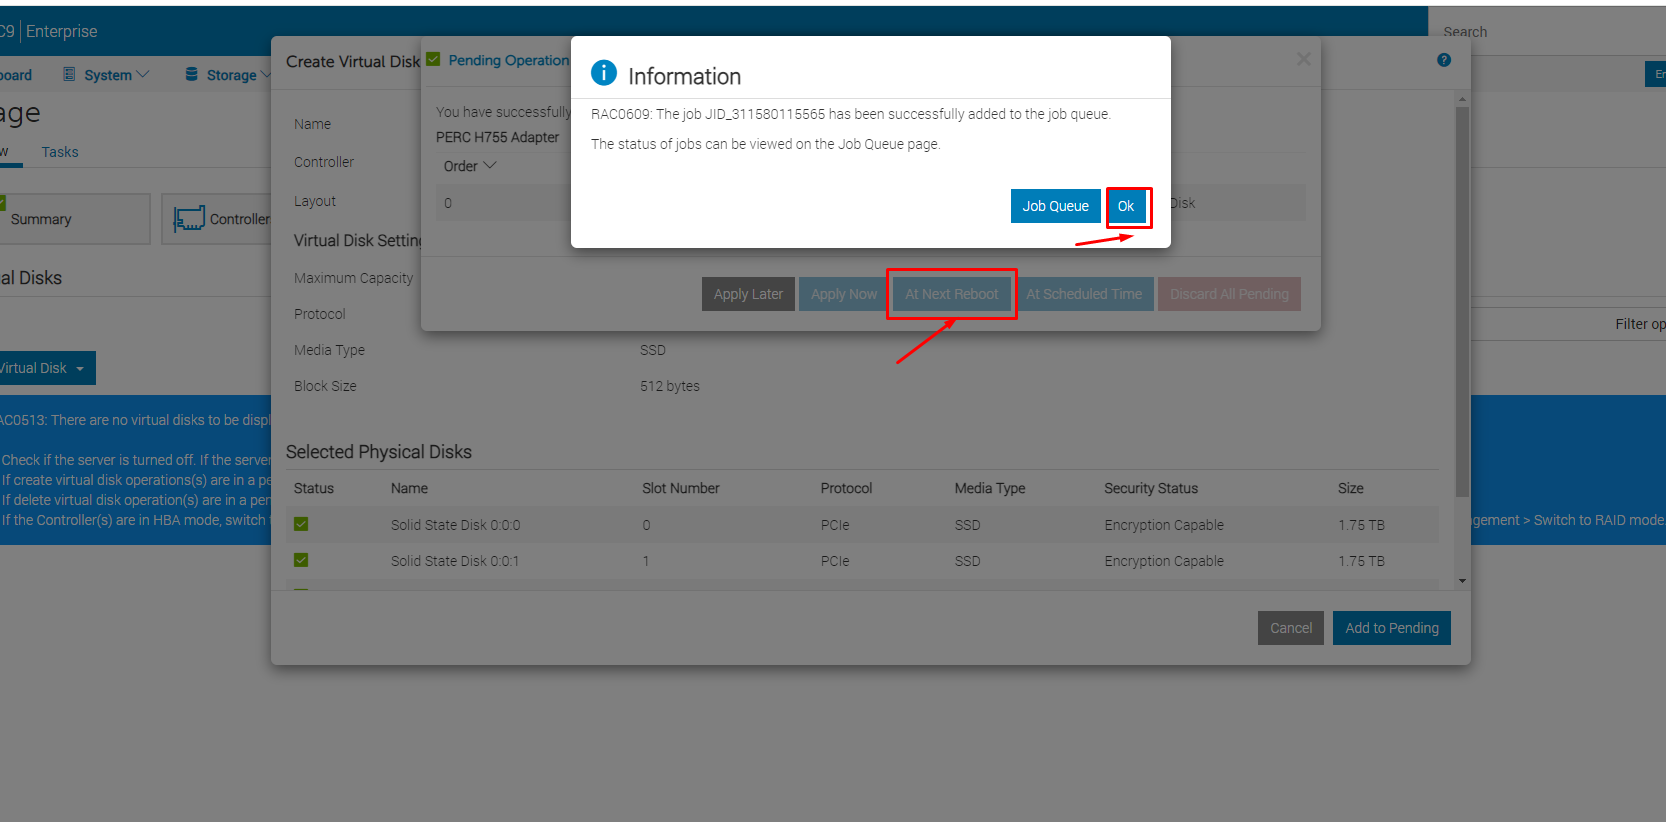 C9 | Enterprise
Search
board
System
Storage
Create Virtual Disk
Pending Operation
Information
age
You have successfully
PERC H755 Adapter
RAC0609: The job JID_311580115565 has been successfully added to the job queue.
The status of jobs can be viewed on the Job Queue page.
Name
Tasks
Controller
Order
Layout
0
Disk
Job Queue
Ok
Summary
Controller
Virtual Disk Setting
al Disks
Maximum Capacity
Apply Later
Apply Now
At Next Reboot
At Scheduled Time
Discard All Pending
Protocol
Filter op
Media Type
SSD
Virtual Disk
Block Size
512 bytes
AC0513: There are no virtual disks to be displ
Check if the server is turned off. If the server
If create virtual disk operations(s) are in a pe
If delete virtual disk operation(s) are in a pen
If the Controller(s) are in HBA mode, switch
gement > Switch to RAID mode
Selected Physical Disks
Status Name Slot Number Protocol Media Type Security Status Size
Solid State Disk 0:0:0 0 PCIe SSD Encryption Capable 1.75 TB
Solid State Disk 0:0:1 1 PCIe SSD Encryption Capable 1.75 TB
Cancel
Add to Pending